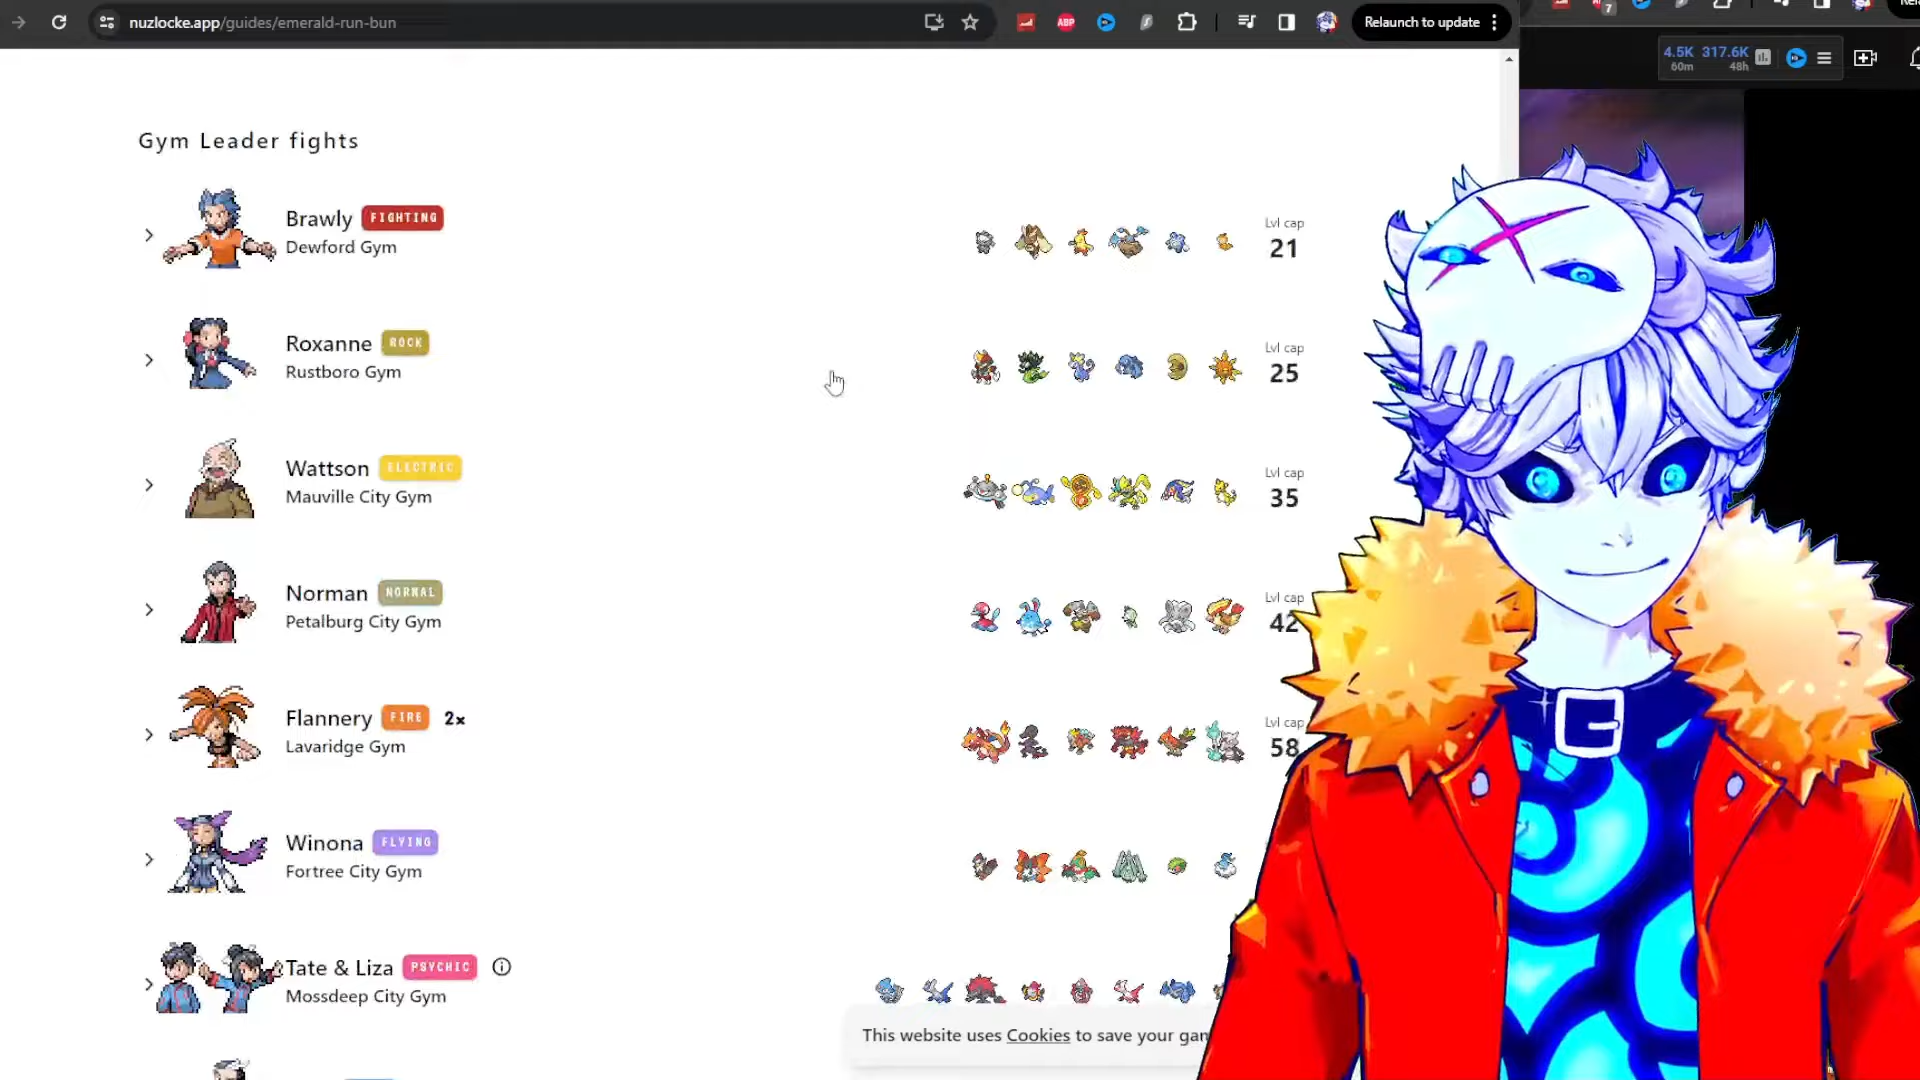 nuzlocke.app/guides/emerald-run-bun
ABP
Relaunch to update
7
4.5K 317.6K
60m 48h
Gym Leader fights
Brawly FIGHTING
Dewford Gym
Lvl cap
21
Roxanne ROCK
Rustboro Gym
Lvl cap
25
Wattson ELECTRIC
Mauville City Gym
Lvl cap
35
Norman NORMAL
Petalburg City Gym
Lvl cap
42
Flannery FIRE 2x
Lavaridge Gym
Lvl cap
58
Winona FLYING
Fortree City Gym
Tate & Liza PSYCHIC
Mossdeep City Gym
This website uses Cookies to save your